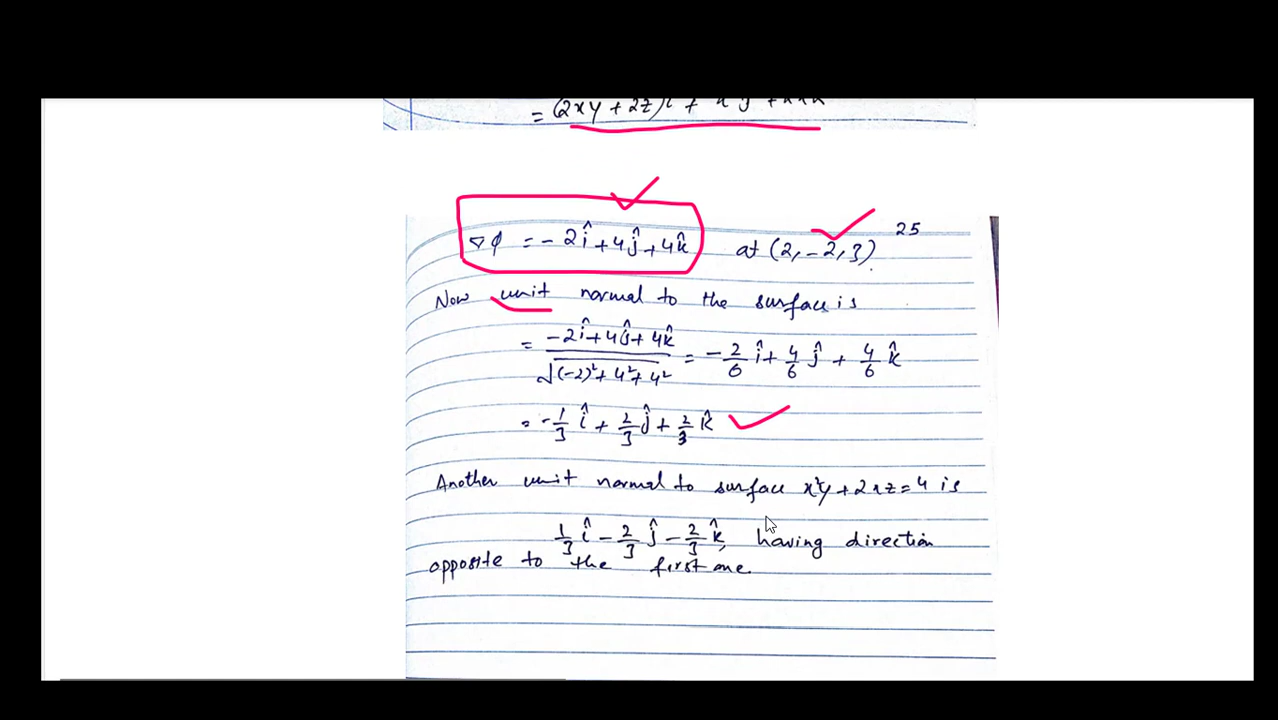 = (2xy + 2z)i +
∇φ = -2î + 4ĵ + 4k̂ at (2, -2, 3) 25
Now unit normal to the surface is
= (-2î + 4ĵ + 4k̂) / √((-2)² + 4² + 4²) = -2/6 î + 4/6 ĵ + 4/6 k̂
= -1/3 î + 2/3 ĵ + 2/3 k̂
Another unit normal to surface x²y + 2xz = 4 is
1/3 î - 2/3 ĵ - 2/3 k̂, having direction
opposite to the first one.